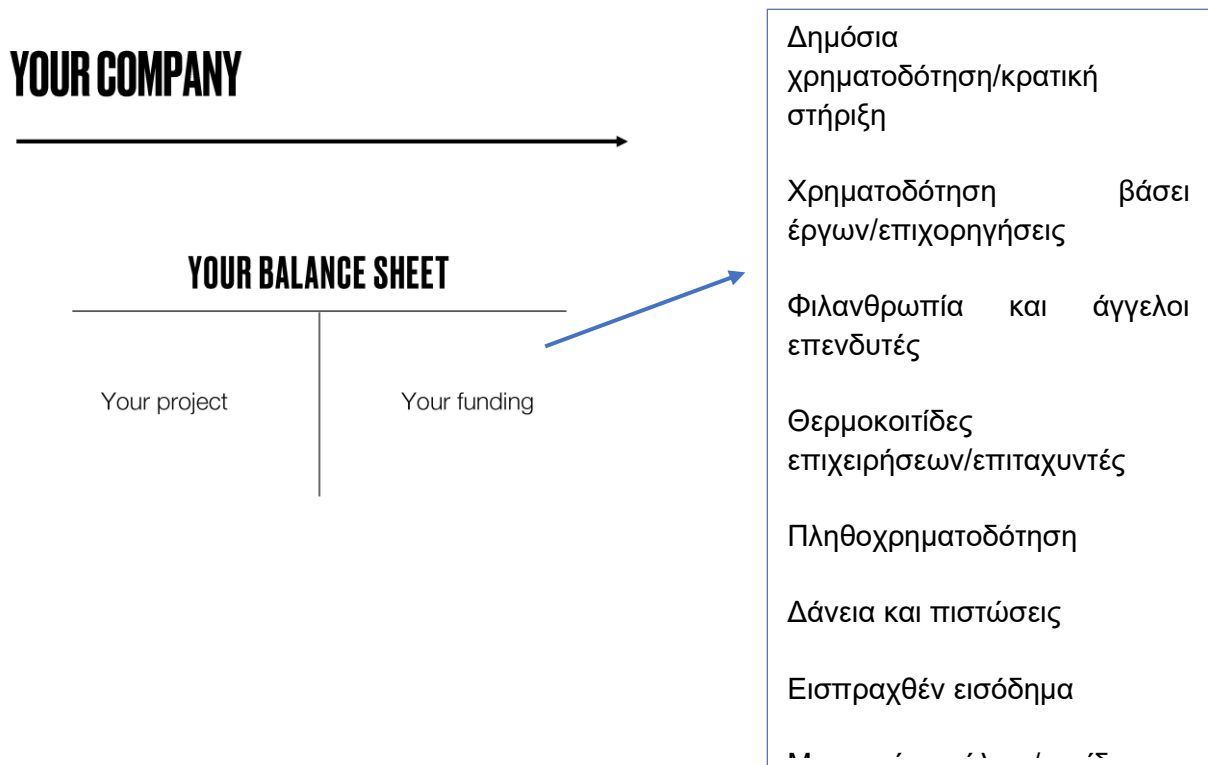 YOUR COMPANY
YOUR BALANCE SHEET
Your project
Your funding
Δημόσια
χρηματοδότηση/κρατική
στήριξη
Χρηματοδότηση βάσει
έργων/επιχορηγήσεις
Φιλανθρωπία και άγγελοι
επενδυτές
Θερμοκοιτίδες
επιχειρήσεων/επιταχυντές
Πληθοχρηματοδότηση
Δάνεια και πιστώσεις
Εισπραχθέν εισόδημα